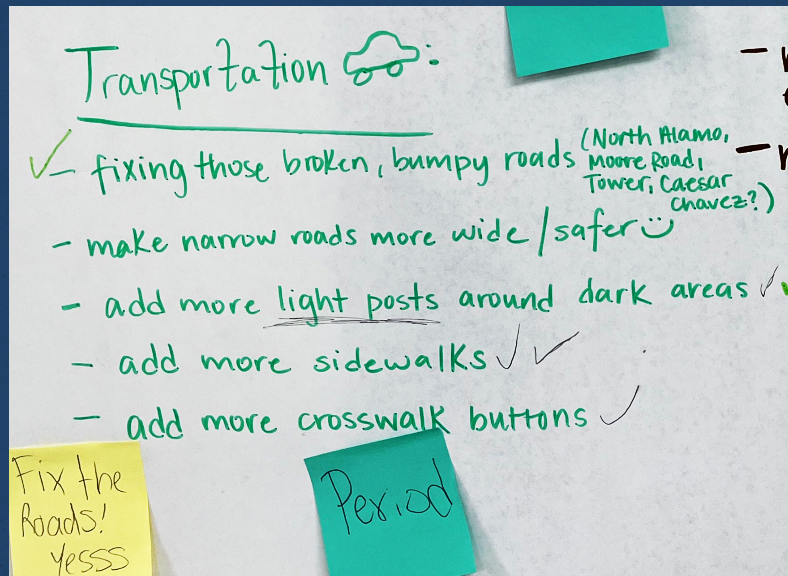 Transportation :
- fixing those broken, bumpy roads (North Alamo,
Moore Road,
Tower, Caesar
Chavez?)
- make narrow roads more wide/safer :)
- add more light posts around dark areas
- add more sidewalks
- add more crosswalk buttons
Fix the
Roads!
Yesss
Period